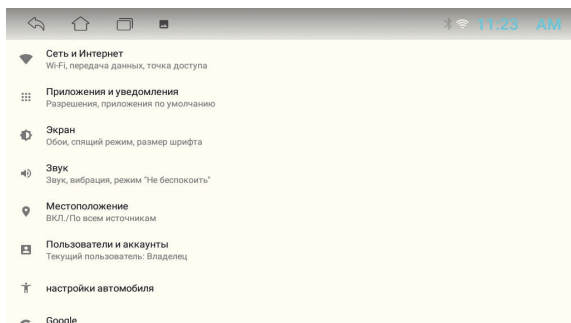 11:23 AM
Сеть и Интернет
Wi-Fi, передача данных, точка доступа
Приложения и уведомления
Разрешения, приложения по умолчанию
Экран
Обои, спящий режим, размер шрифта
Звук
Звук, вибрация, режим "Не беспокоить"
Местоположение
ВКЛ./По всем источникам
Пользователи и аккаунты
Текущий пользователь: Владелец
настройки автомобиля
Google